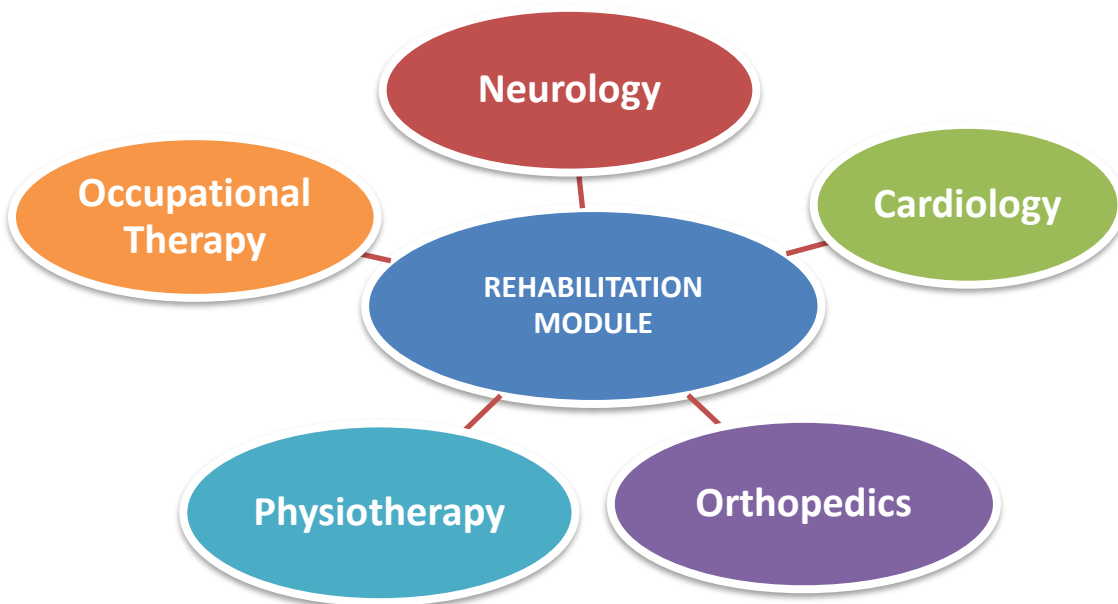 Neurology
Occupational
Therapy
Cardiology
REHABILITATION
MODULE
Physiotherapy
Orthopedics